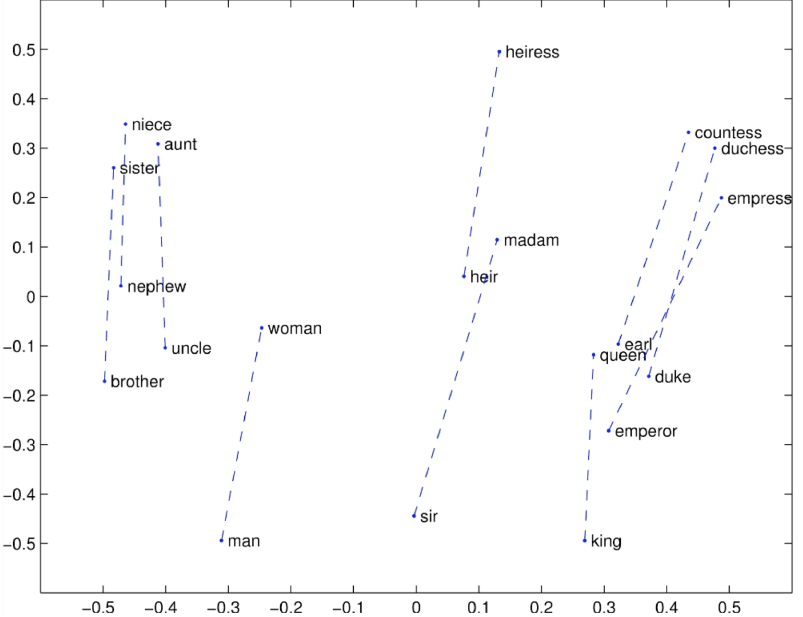 0.5
heiress
0.4
niece
countess
aunt
0.3
duchess
sister
0.2
empress
0.1
madam
heir
nephew
0
woman
−0.1
earl
uncle
queen
duke
brother
−0.2
emperor
−0.3
−0.4
sir
−0.5
man
king
−0.5 −0.4 −0.3 −0.2 −0.1 0 0.1 0.2 0.3 0.4 0.5